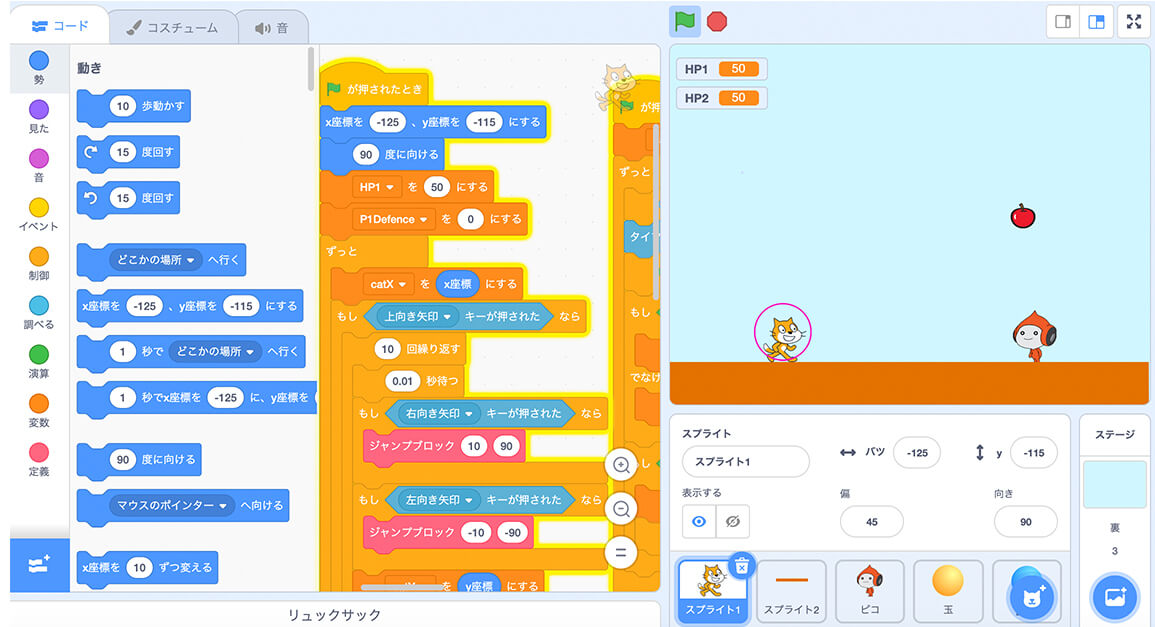 コード
コスチューム
音
勢
見た
音
イベント
制御
調べる
演算
変数
定義
動き
10 歩動かす
15 度回す
15 度回す
どこかの場所 へ行く
x座標を -125 、y座標を -115 にする
1 秒で どこかの場所 へ行く
1 秒でx座標を -125 に、y座標を
90 度に向ける
マウスのポインター へ向ける
x座標を 10 ずつ変える
が押されたとき
x座標を -125 、y座標を -115 にする
90 度に向ける
HP1 を 50 にする
P1Defence を 0 にする
ずっと
catX を x座標 にする
もし 上向き矢印 キーが押された なら
10 回繰り返す
0.01 秒待つ
もし 右向き矢印 キーが押された なら
ジャンプブロック 10 90
もし 左向き矢印 キーが押された なら
ジャンプブロック -10 -90
y座標 にする
が押
ずっと
タイマ
もし
でなけ
もし
リュックサック
HP1 50
HP2 50
スプライト
スプライト1
バツ -125
y -115
表示する
偏
45
向き
90
スプライト1
スプライト2
ピコ
玉
ステージ
裏
3